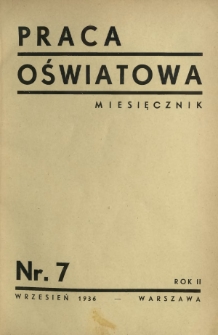 PRACA
OŚWIATOWA
MIESIĘCZNIK
Nr. 7
ROK II
WRZESIEŃ 1936 — WARSZAWA